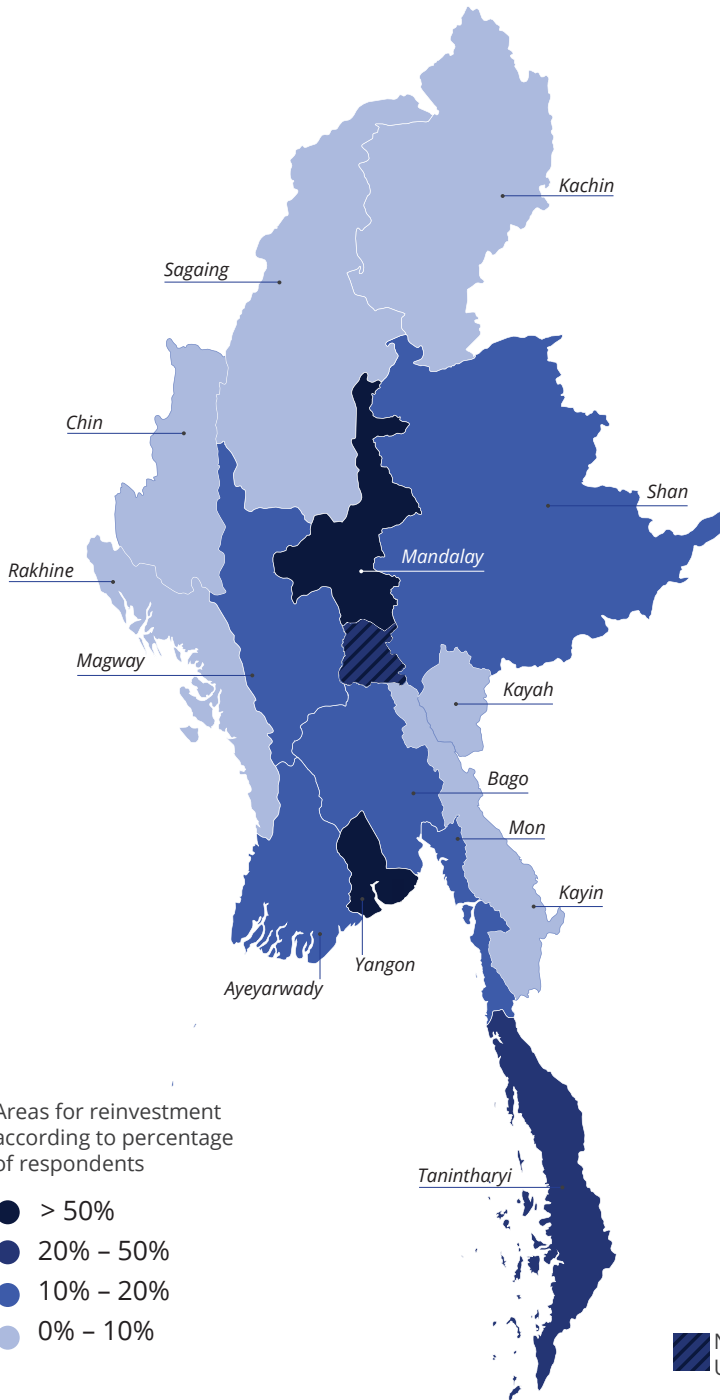 Kachin
Sagaing
Chin
Shan
Mandalay
Rakhine
Magway
Kayah
Bago
Mon
Kayin
Yangon
Ayeyarwady
Areas for reinvestment
according to percentage
of respondents
> 50%
20% – 50%
Tanintharyi
10% – 20%
0% – 10%